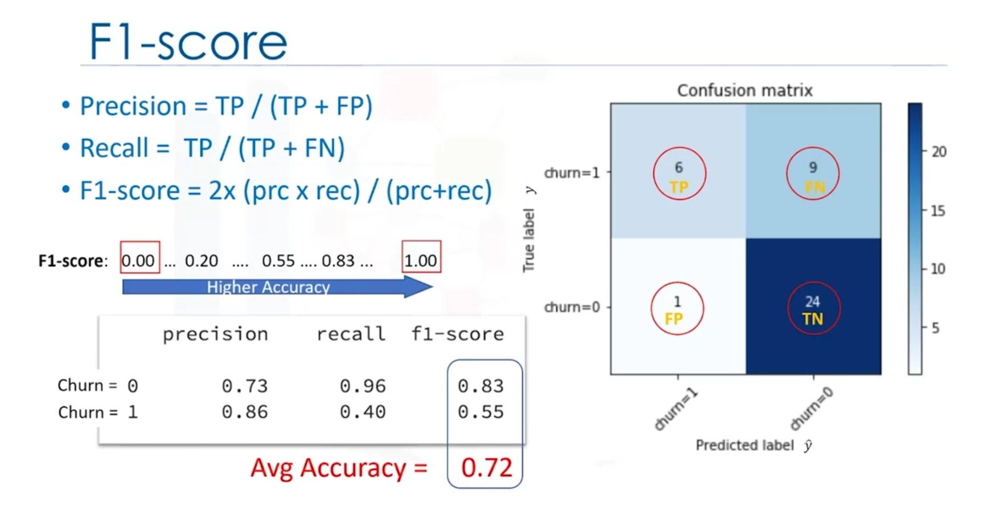 F1-score
• Precision = TP / (TP + FP)
• Recall = TP / (TP + FN)
• F1-score = 2x (prc x rec) / (prc+rec)
F1-score: 0.00 ... 0.20 .... 0.55 .... 0.83 ... 1.00
Higher Accuracy
precision recall f1-score
Churn = 0 0.73 0.96 0.83
Churn = 1 0.86 0.40 0.55
Avg Accuracy = 0.72
Confusion matrix
True label y
churn=1
6
TP
9
FN
churn=0
1
FP
24
TN
churn=1
churn=0
Predicted label ŷ
20
15
10
5